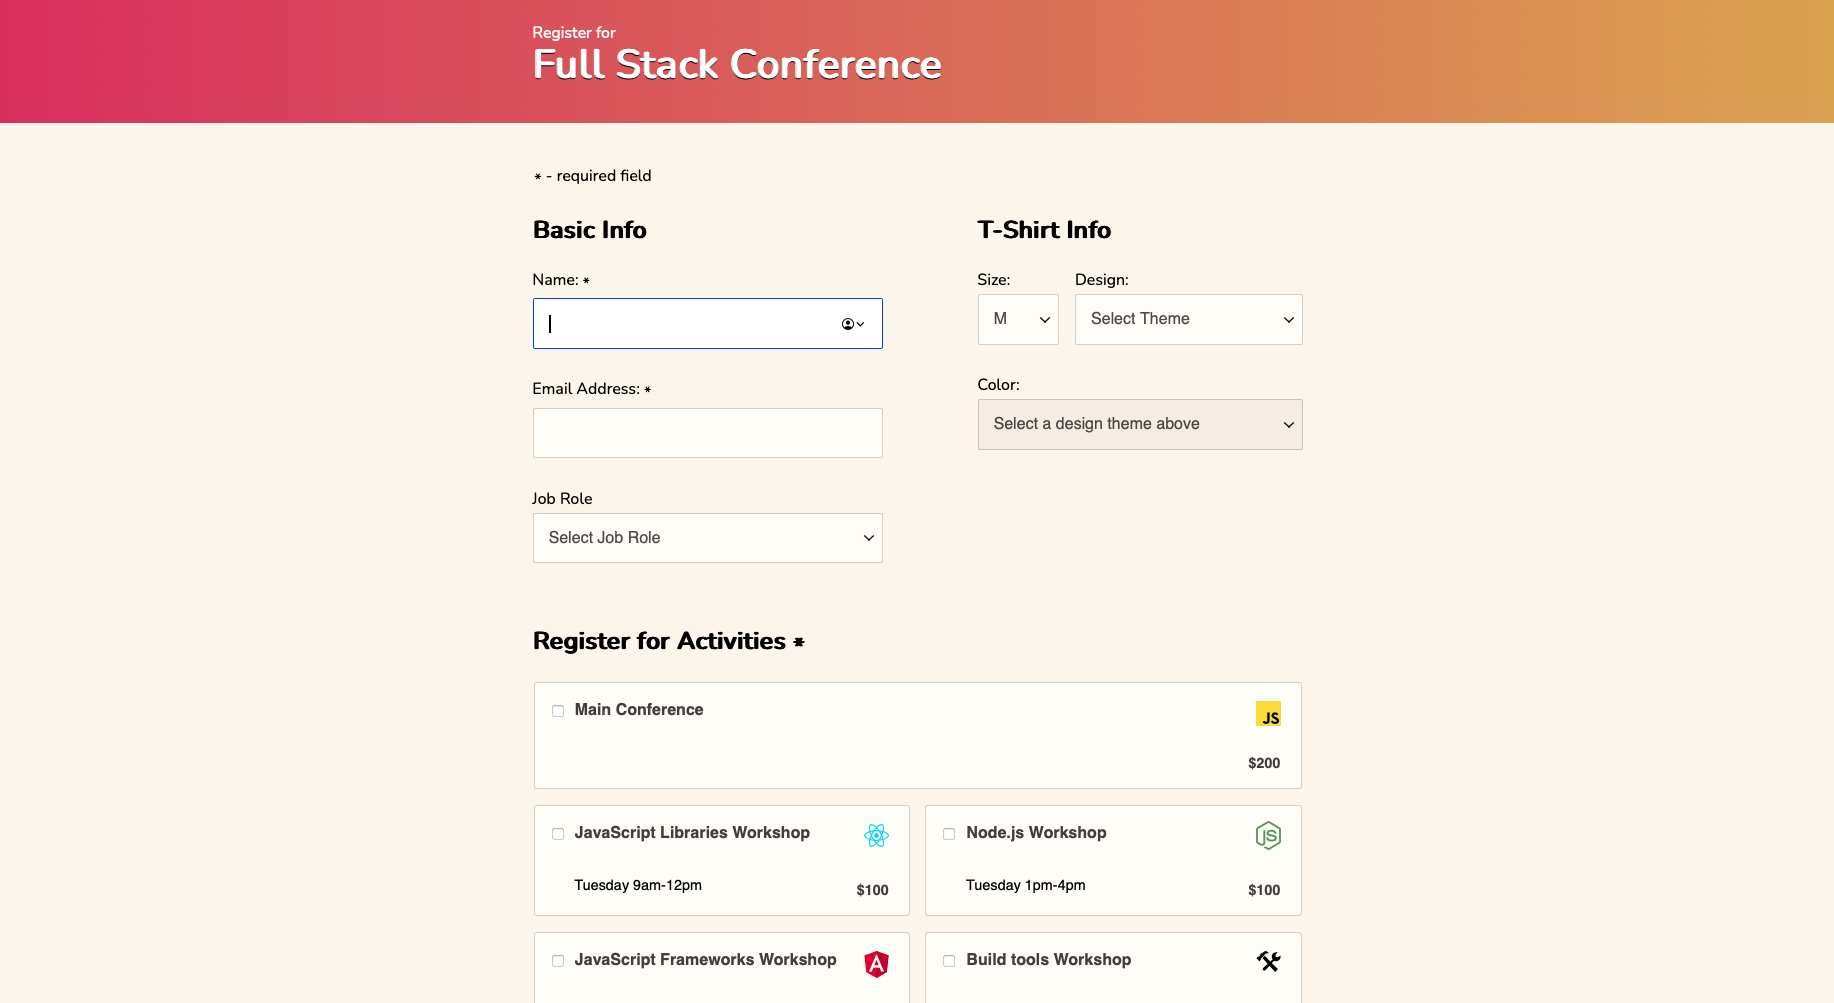 Register for
Full Stack Conference
* - required field
Basic Info
Name: *
Email Address: *
Job Role
Select Job Role
T-Shirt Info
Size:
M
Design:
Select Theme
Color:
Select a design theme above
Register for Activities *
Main Conference
JS
$200
JavaScript Libraries Workshop
Tuesday 9am-12pm
$100
Node.js Workshop
JS
Tuesday 1pm-4pm
$100
JavaScript Frameworks Workshop
A
Build tools Workshop